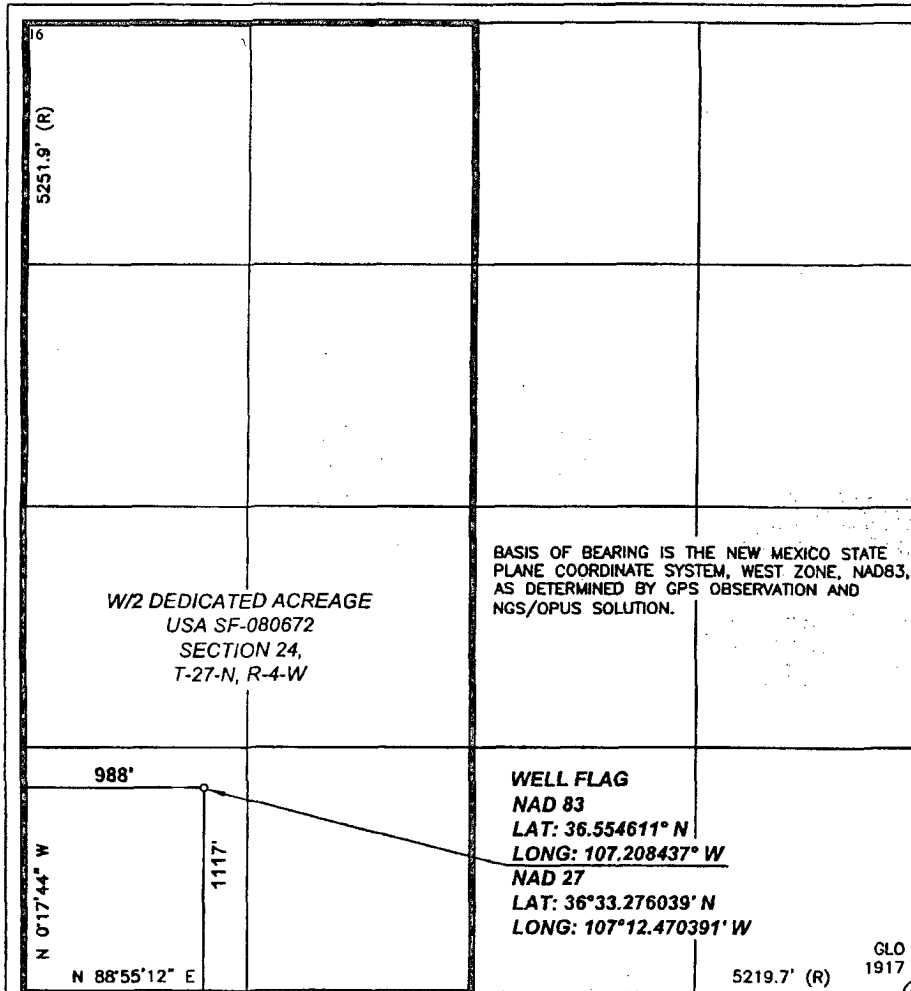 16
5251.9' (R)
BASIS OF BEARING IS THE NEW MEXICO STATE
PLANE COORDINATE SYSTEM, WEST ZONE, NAD83,
AS DETERMINED BY GPS OBSERVATION AND
NGS/OPUS SOLUTION.
W/2 DEDICATED ACREAGE
USA SF-080672
SECTION 24,
T-27-N, R-4-W
988'
1117'
N 0°17'44" W
N 88°55'12" E
WELL FLAG
NAD 83
LAT: 36.554611° N
LONG: 107.208437° W
NAD 27
LAT: 36°33.276039' N
LONG: 107°12.470391' W
5219.7' (R)
GLO
1917